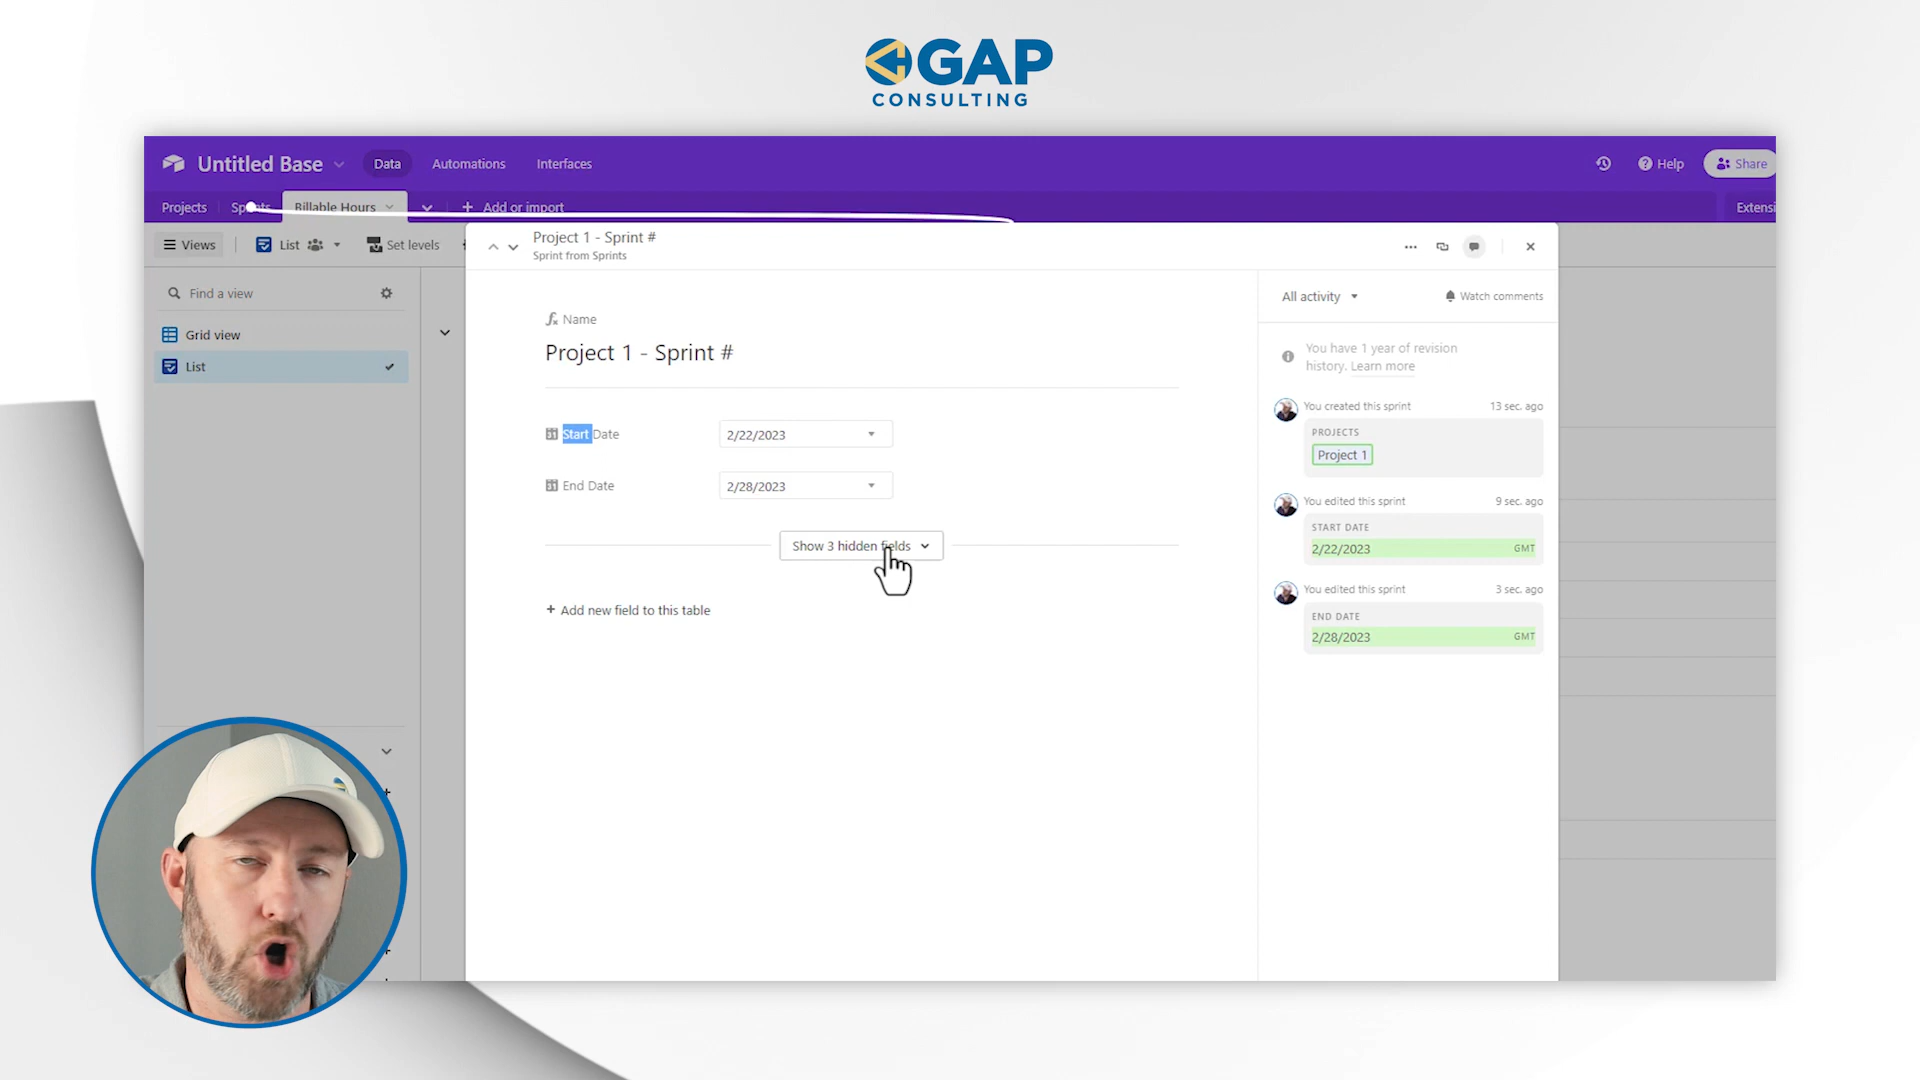 GAP
CONSULTING
Untitled Base
Data
Automations
Interfaces
Help
Share
Projects
Sprints
Billable Hours
+ Add or import
Extensi
Views
List
Set levels
Project 1 - Sprint #
Sprint from Sprints
Find a view
Grid view
List
Name
Project 1 - Sprint #
Start Date
2/22/2023
End Date
2/28/2023
Show 3 hidden fields
+ Add new field to this table
All activity
Watch comments
You have 1 year of revision
history. Learn more
You created this sprint
13 sec. ago
PROJECTS
Project 1
You edited this sprint
9 sec. ago
START DATE
2/22/2023
GMT
You edited this sprint
3 sec. ago
END DATE
2/28/2023
GMT